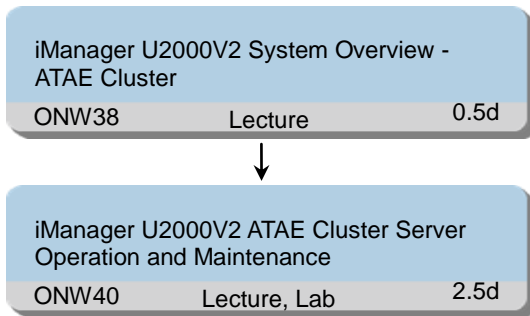 iManager U2000V2 System Overview -
ATAE Cluster
ONW38 Lecture 0.5d
iManager U2000V2 ATAE Cluster Server
Operation and Maintenance
ONW40 Lecture, Lab 2.5d